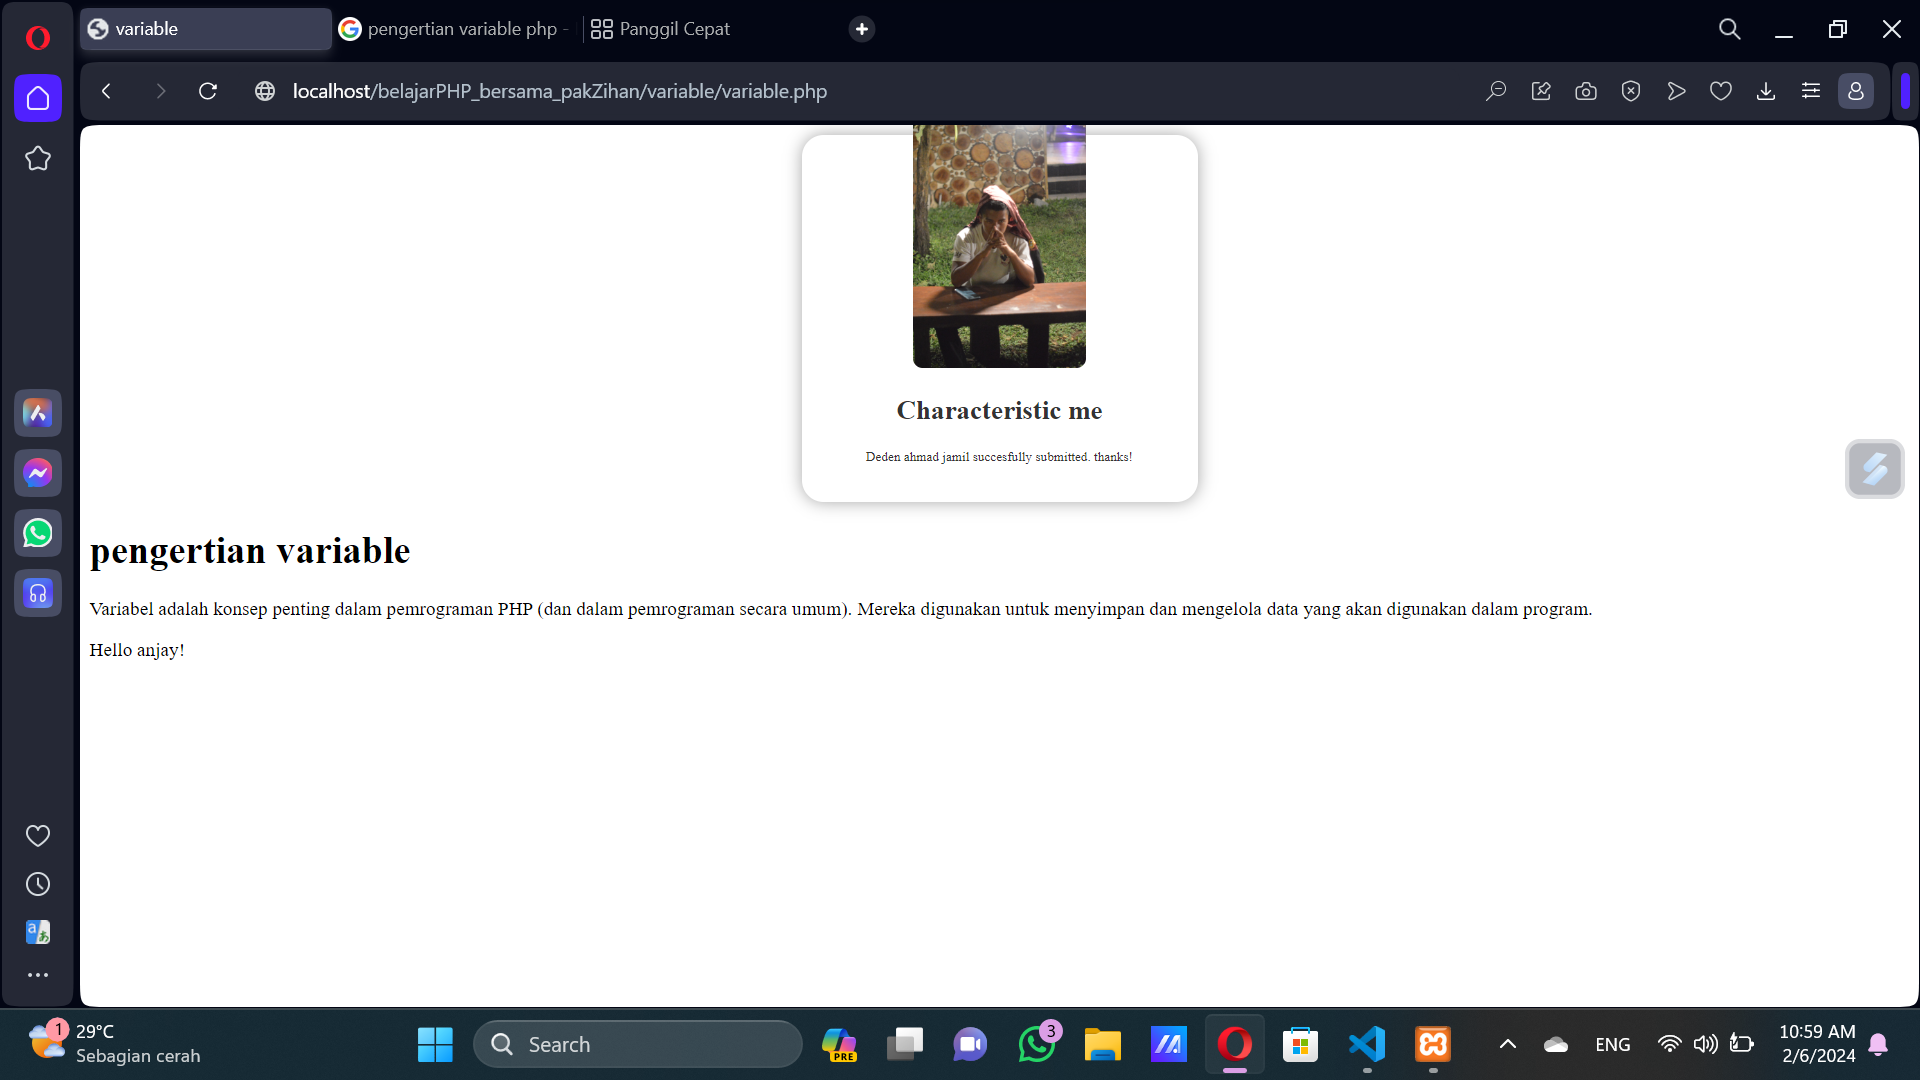 variable
pengertian variable php -
Panggil Cepat
localhost/belajarPHP_bersama_pakZihan/variable/variable.php
Characteristic me
Deden ahmad jamil succesfully submitted. thanks!
pengertian variable
Variabel adalah konsep penting dalam pemrograman PHP (dan dalam pemrograman secara umum). Mereka digunakan untuk menyimpan dan mengelola data yang akan digunakan dalam program.
Hello anjay!
1
29°C
Sebagian cerah
Search
PRE
3
ENG
10:59 AM
2/6/2024